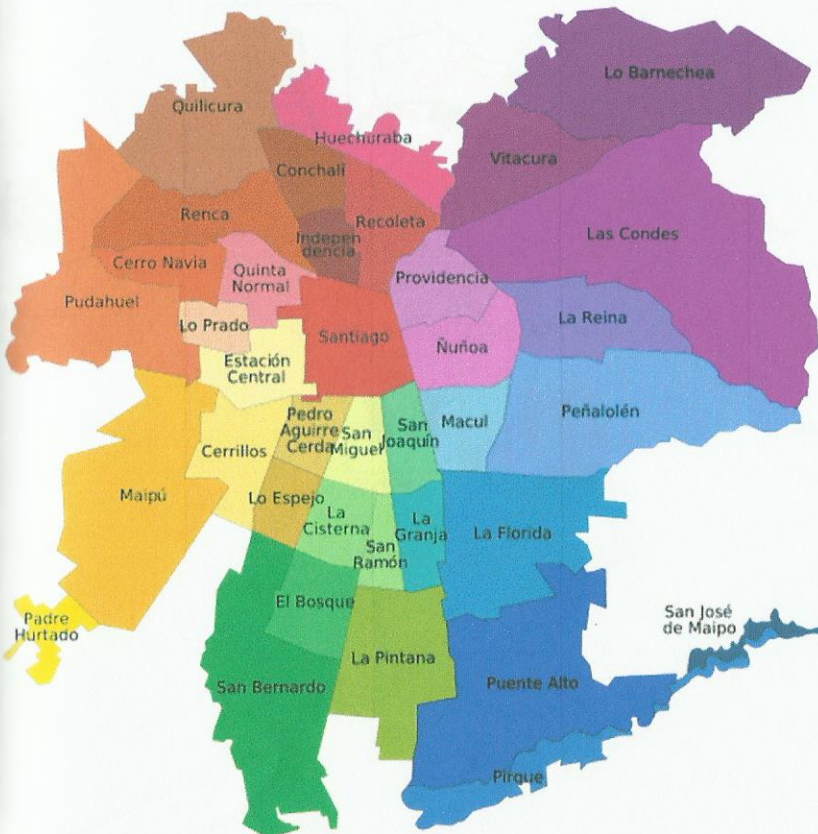 Lo Barnechea
Quilicura
Huechuraba
Vitacura
Conchalí
Renca
Recoleta
Indepen
dencia
Las Condes
Cerro Navia
Quinta
Normal
Providencia
Pudahuel
Lo Prado
Santiago
La Reina
Ñuñoa
Estación
Central
Pedro
Aguirre
Cerda
San
Miguel
San
Joaquín
Macul
Peñalolén
Cerrillos
Maipú
Lo Espejo
La
Cisterna
San
Ramón
La
Granja
La Florida
El Bosque
Padre
Hurtado
San José
de Maipo
La Pintana
San Bernardo
Puente Alto
Pirque